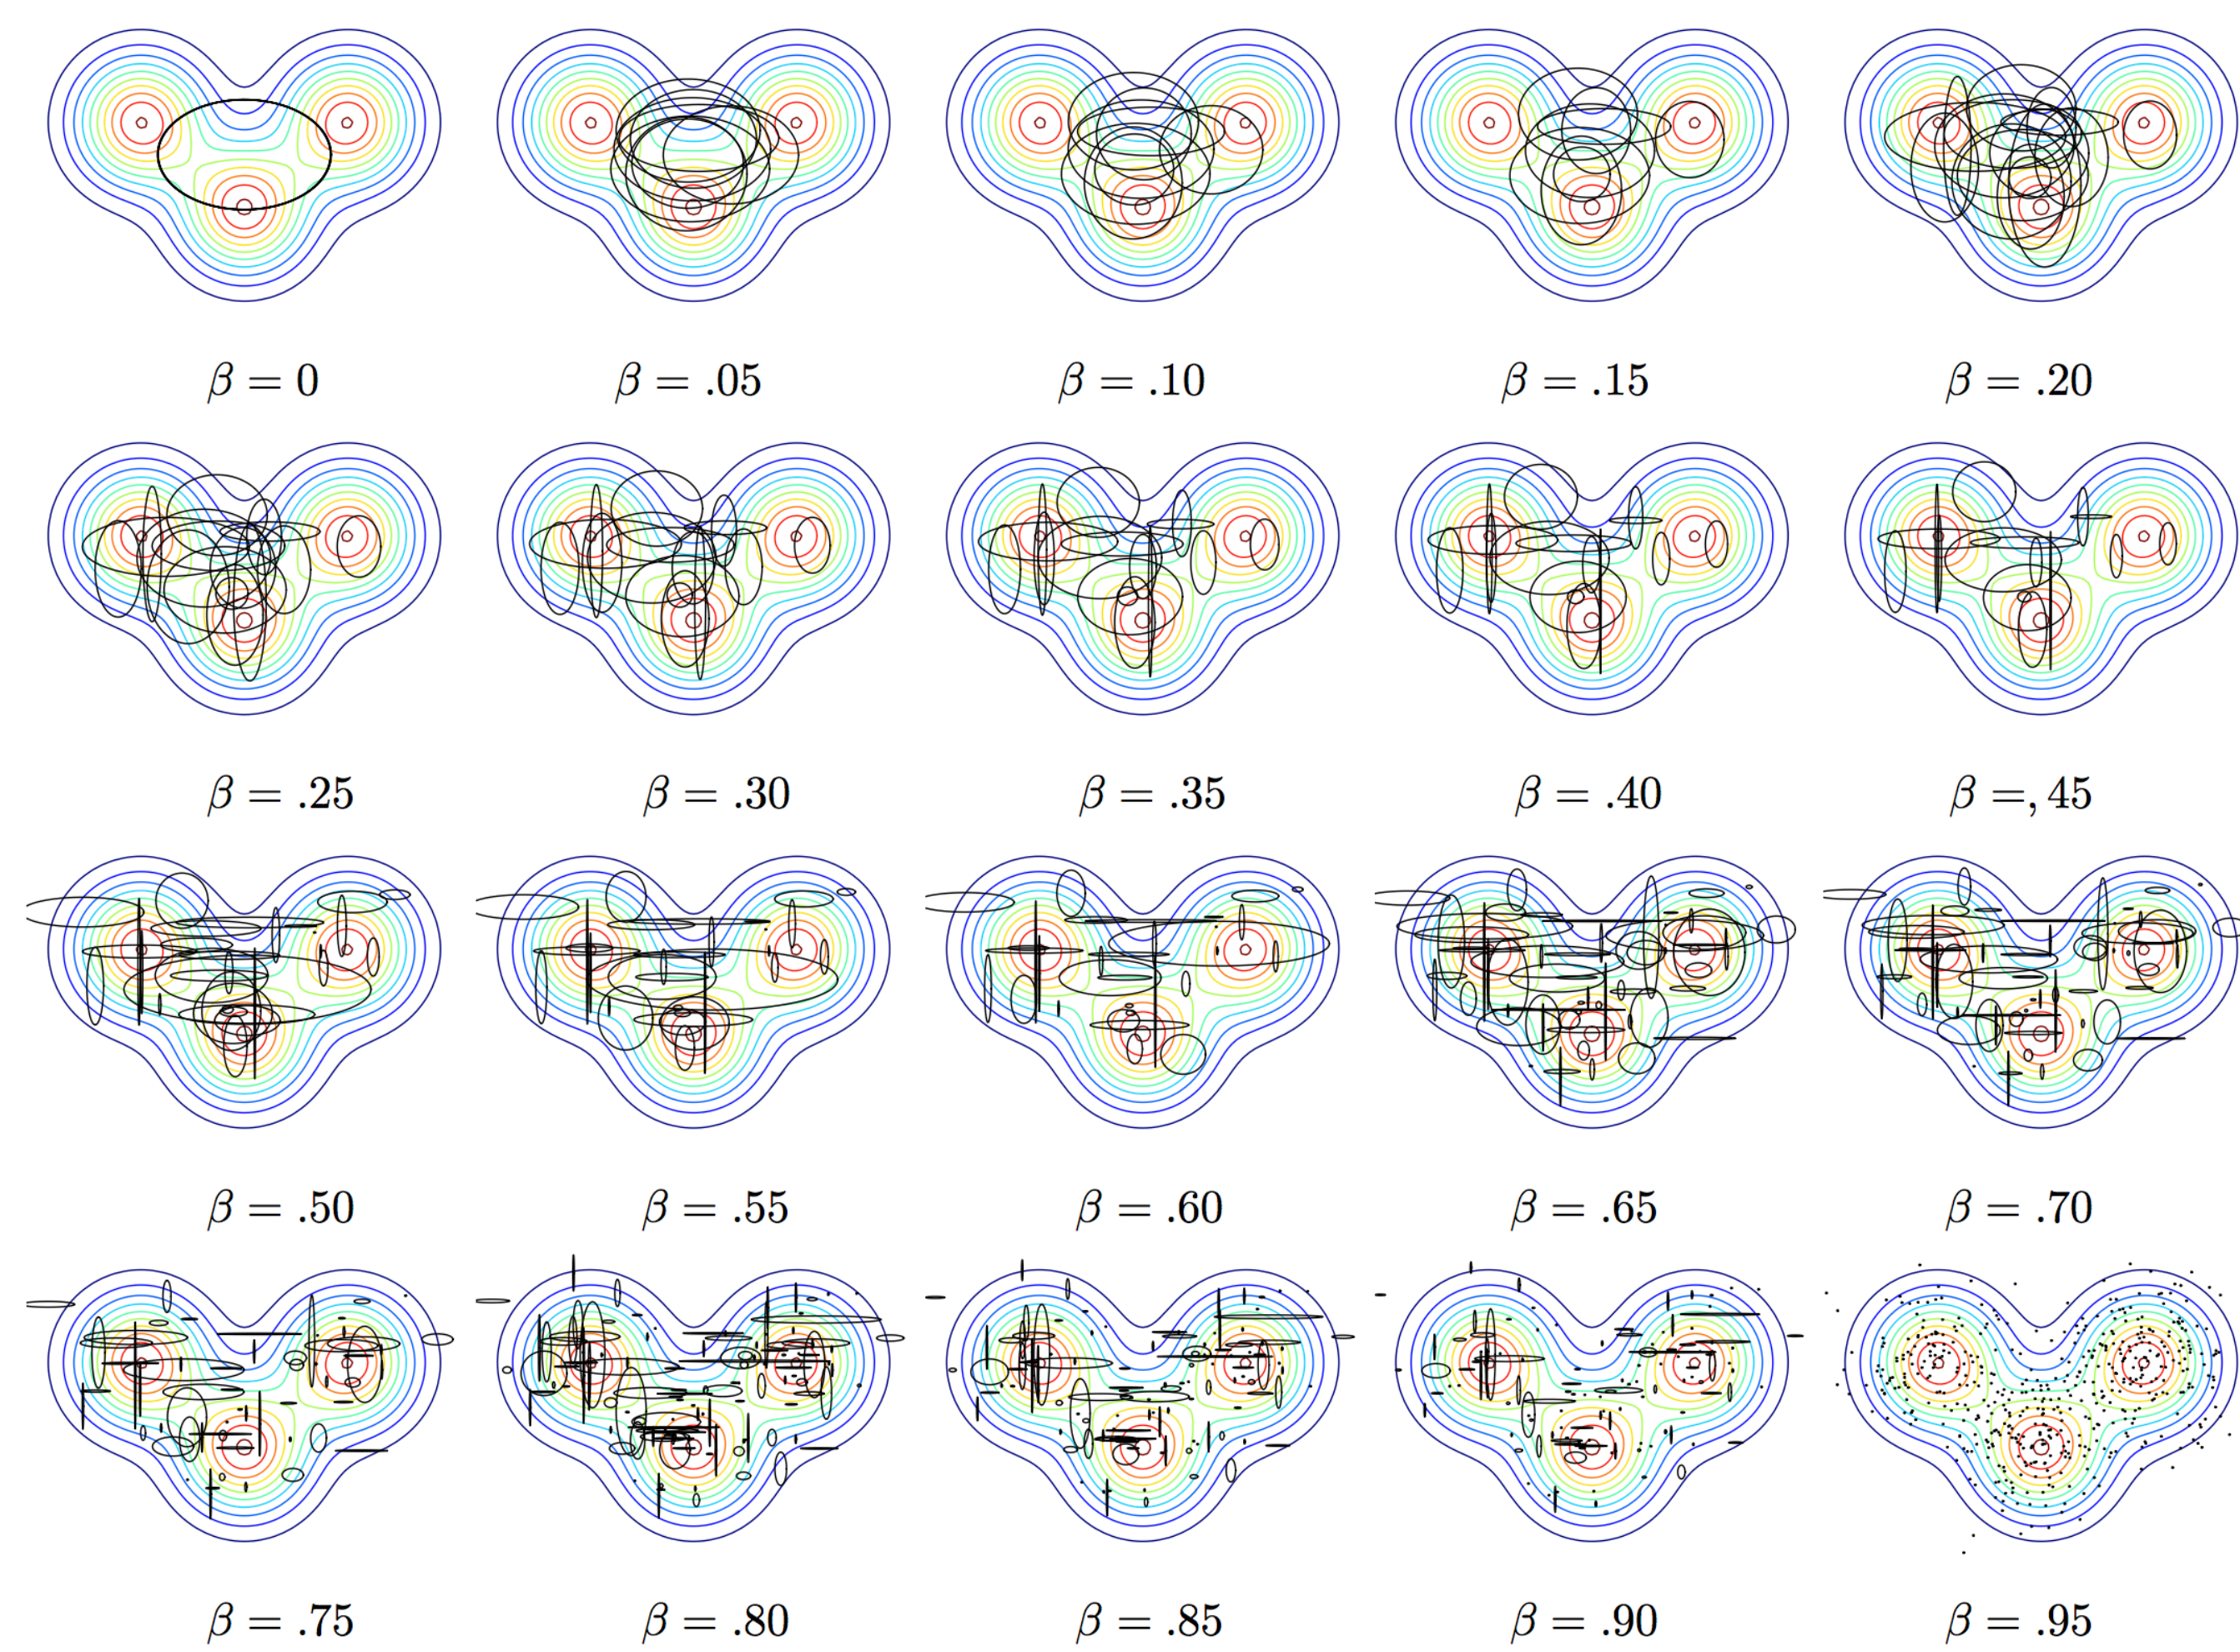 β = 0 β = .05 β = .10 β = .15 β = .20
β = .25 β = .30 β = .35 β = .40 β =, 45
β = .50 β = .55 β = .60 β = .65 β = .70
β = .75 β = .80 β = .85 β = .90 β = .95